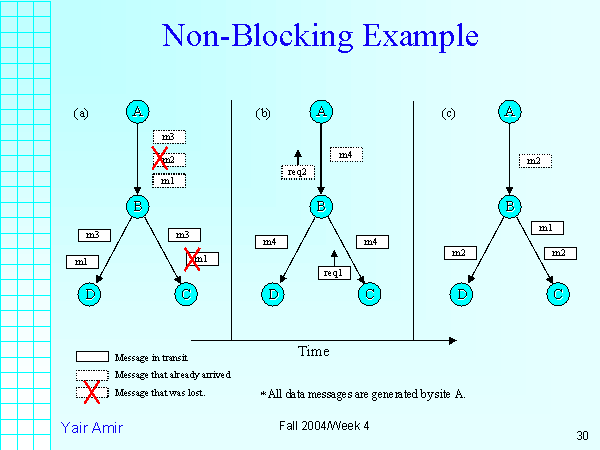 Non-Blocking Example
(a)
A
m3
m2
m1
B
m3
m3
m1
m1
D
C
(b)
A
m4
req2
B
m4
m4
req1
D
C
(c)
A
m2
B
m1
m2
m2
D
C
Time
Message in transit
Message that already arrived
Message that was lost.
*All data messages are generated by site A.
Yair Amir
Fall 2004/Week 4
30